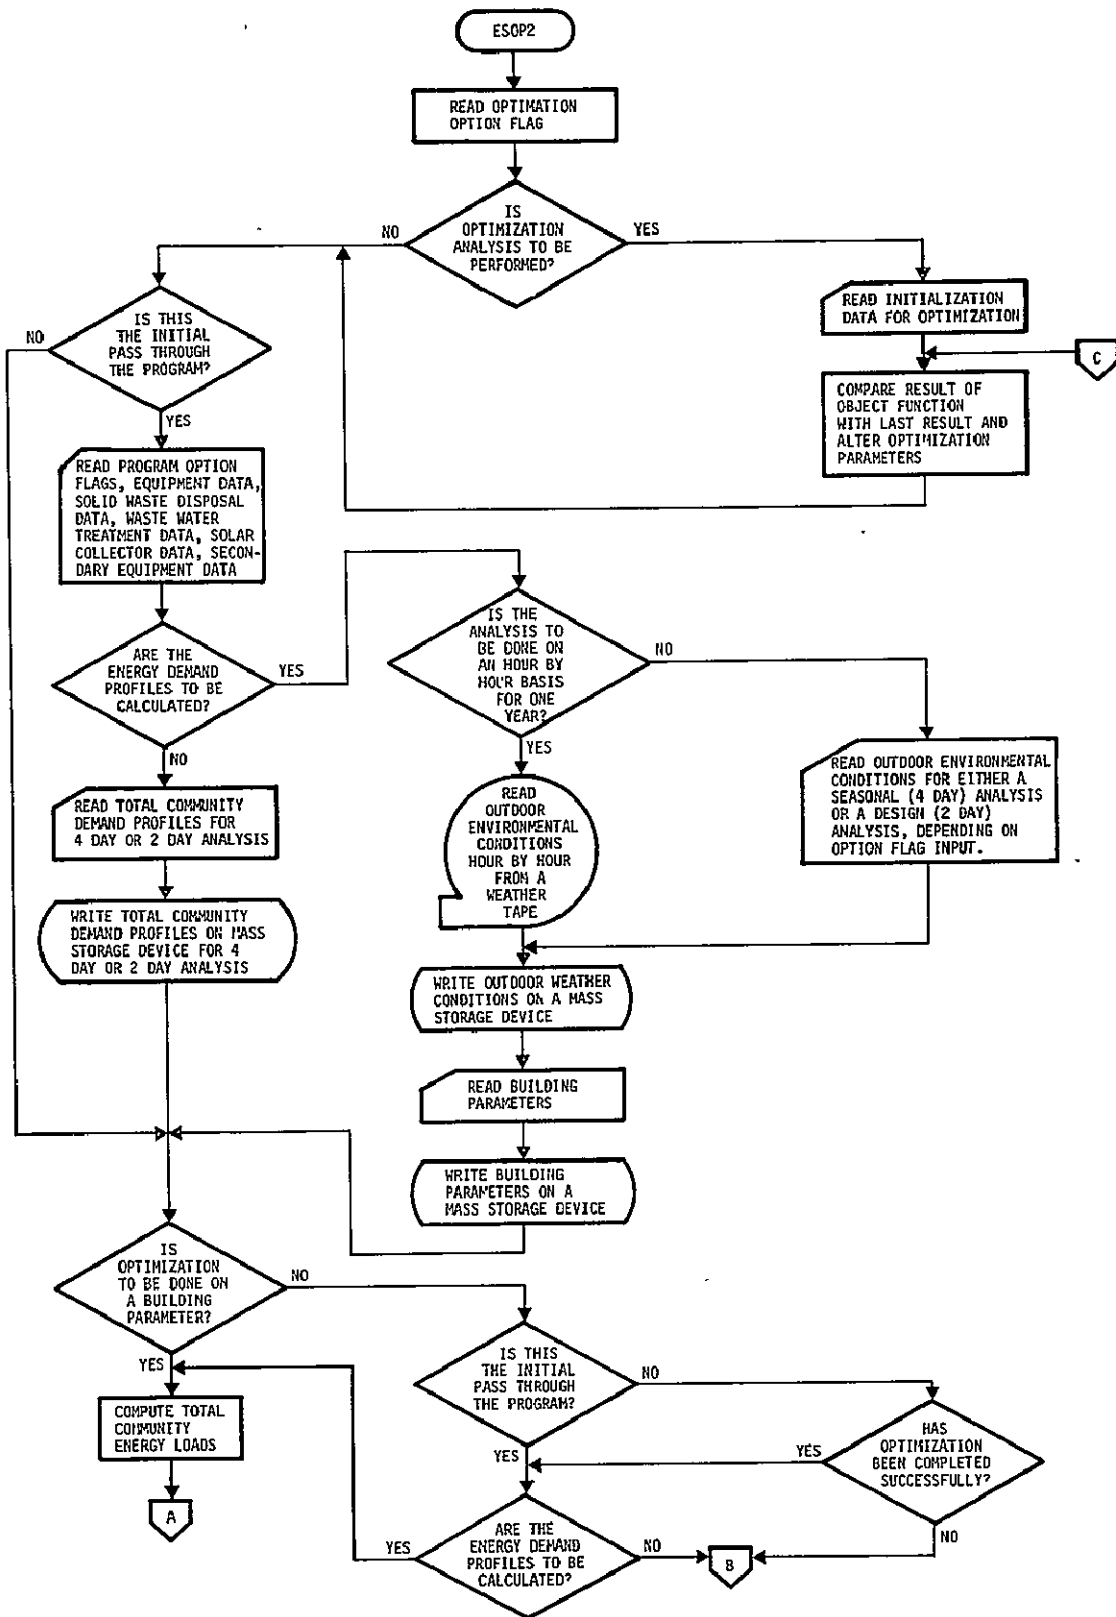 ESOP2
READ OPTIMATION
OPTION FLAG
IS
OPTIMIZATION
ANALYSIS TO BE
PERFORMED?
NO
YES
READ INITIALIZATION
DATA FOR OPTIMIZATION
C
COMPARE RESULT OF
OBJECT FUNCTION
WITH LAST RESULT AND
ALTER OPTIMIZATION
PARAMETERS
IS THIS
THE INITIAL
PASS THROUGH
THE PROGRAM?
NO
YES
READ PROGRAM OPTION
FLAGS, EQUIPMENT DATA,
SOLID WASTE DISPOSAL
DATA, WASTE WATER
TREATMENT DATA, SOLAR
COLLECTOR DATA, SECON-
DARY EQUIPMENT DATA
ARE THE
ENERGY DEMAND
PROFILES TO BE
CALCULATED?
YES
NO
IS THE
ANALYSIS TO
BE DONE ON
AN HOUR BY
HOUR BASIS
FOR ONE
YEAR?
NO
YES
READ TOTAL COMMUNITY
DEMAND PROFILES FOR
4 DAY OR 2 DAY ANALYSIS
READ
OUTDOOR
ENVIRONMENTAL
CONDITIONS
HOUR BY HOUR
FROM A
WEATHER
TAPE
READ OUTDOOR ENVIRONMENTAL
CONDITIONS FOR EITHER A
SEASONAL (4 DAY) ANALYSIS
OR A DESIGN (2 DAY)
ANALYSIS, DEPENDING ON
OPTION FLAG INPUT.
WRITE TOTAL COMMUNITY
DEMAND PROFILES ON MASS
STORAGE DEVICE FOR 4
DAY OR 2 DAY ANALYSIS
WRITE OUTDOOR WEATHER
CONDITIONS ON A MASS
STORAGE DEVICE
READ BUILDING
PARAMETERS
WRITE BUILDING
PARAMETERS ON A
MASS STORAGE DEVICE
IS
OPTIMIZATION
TO BE DONE ON
A BUILDING
PARAMETER?
NO
YES
IS THIS
THE INITIAL
PASS THROUGH
THE PROGRAM?
NO
YES
COMPUTE TOTAL
COMMUNITY
ENERGY LOADS
HAS
OPTIMIZATION
BEEN COMPLETED
SUCCESSFULLY?
YES
NO
A
ARE THE
ENERGY DEMAND
PROFILES TO BE
CALCULATED?
YES
NO
B